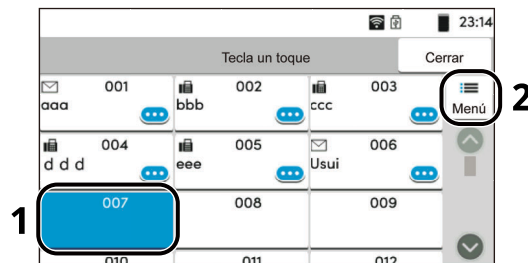 23:14
Tecla un toque Cerrar
001 002 003
aaa bbb ccc
Menú
2
004 005 006
d d d eee Usui
1
007 008 009
010 011 012